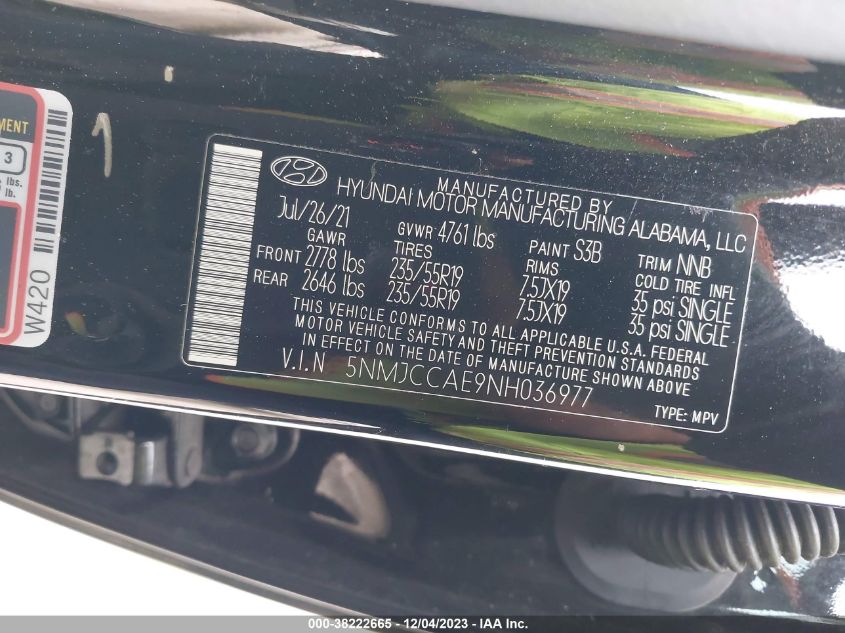 MENT
3
lbs.
lb.
W420
1
MANUFACTURED BY
HYUNDAI MOTOR MANUFACTURING ALABAMA, LLC
Jul/26/21 GVWR 4761 lbs PAINT S3B TRIM NNB
GAWR TIRES RIMS COLD TIRE INFL
FRONT 2778 lbs 235/55R19 7.5JX19 35 psi SINGLE
REAR 2646 lbs 235/55R19 7.5JX19 35 psi SINGLE
THIS VEHICLE CONFORMS TO ALL APPLICABLE U.S.A. FEDERAL
MOTOR VEHICLE SAFETY AND THEFT PREVENTION STANDARDS
IN EFFECT ON THE DATE OF MANUFACTURE SHOWN ABOVE
V.I.N 5NMJCCAE9NH036977
TYPE: MPV
000-38222665 - 12/04/2023 - IAA, Inc.